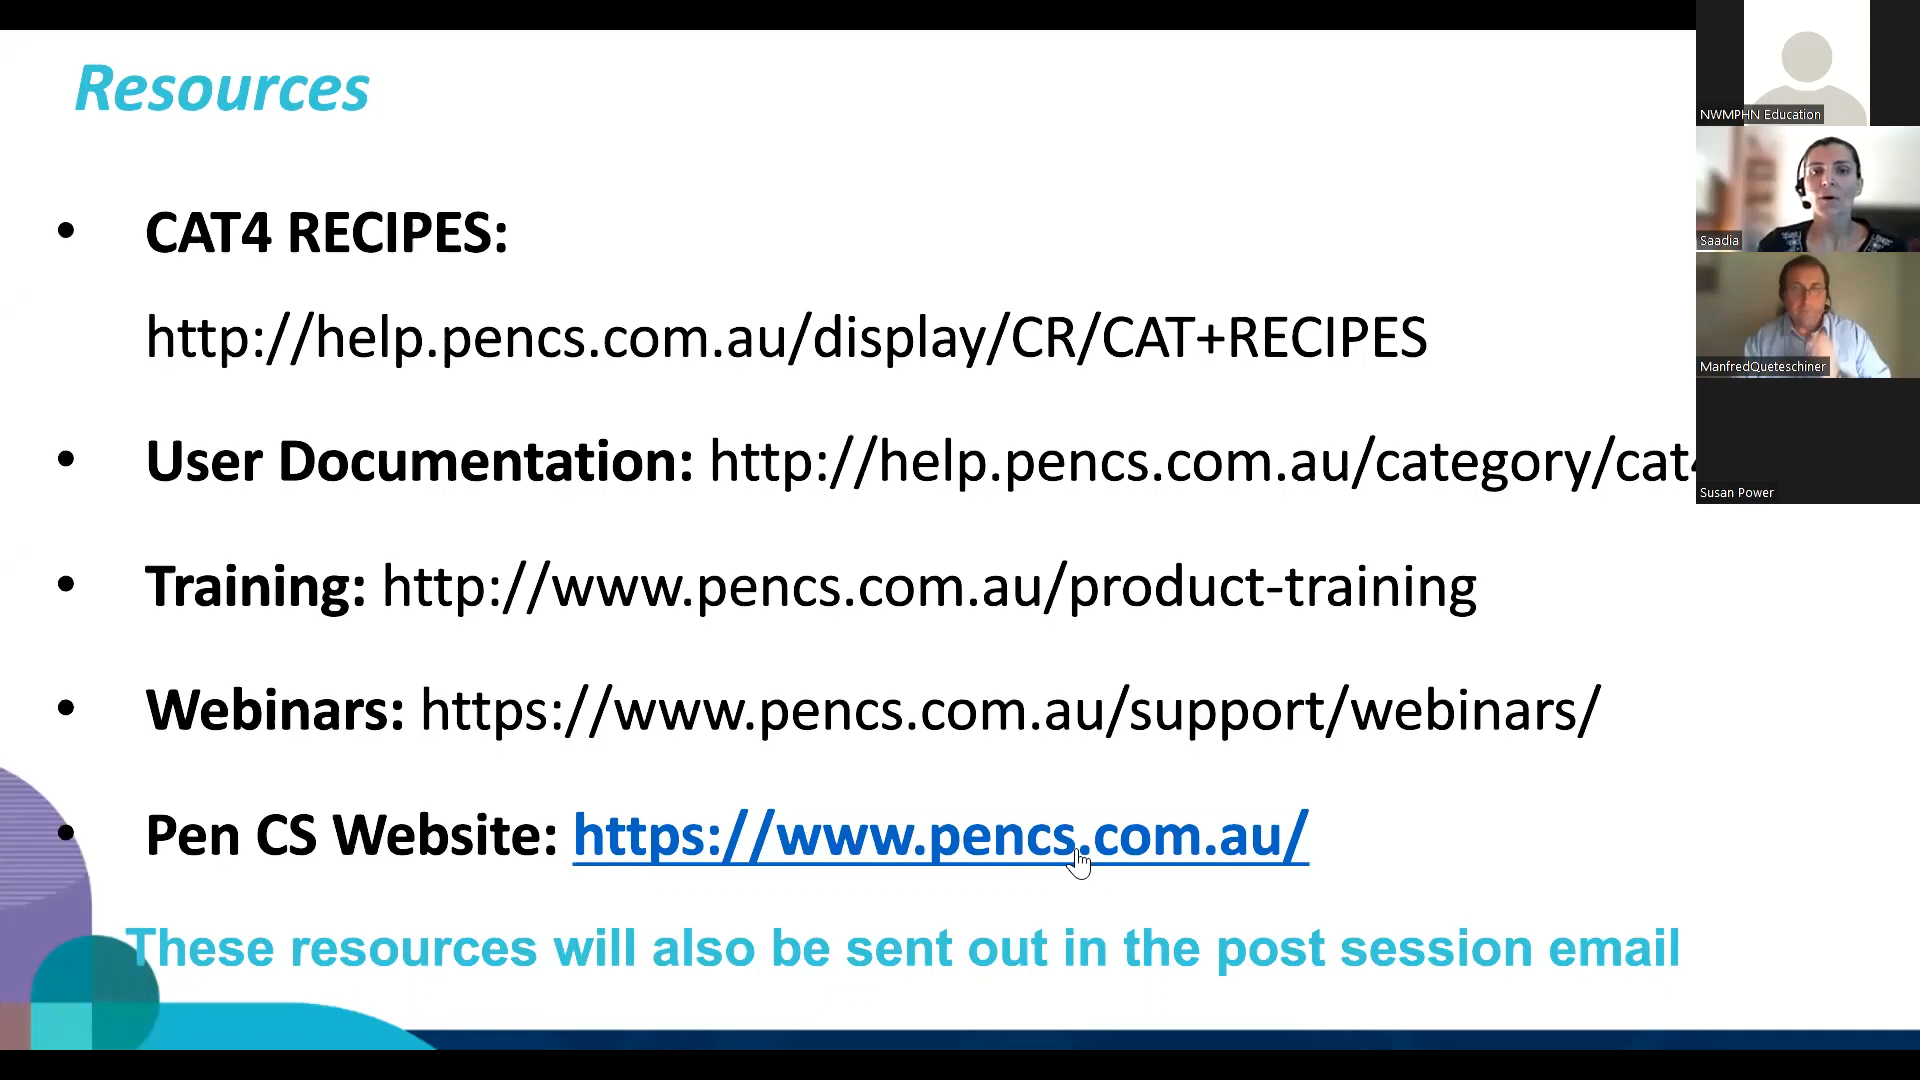 Resources
• CAT4 RECIPES:
http://help.pencs.com.au/display/CR/CAT+RECIPES
• User Documentation: http://help.pencs.com.au/category/cat4
• Training: http://www.pencs.com.au/product-training
• Webinars: https://www.pencs.com.au/support/webinars/
• Pen CS Website: https://www.pencs.com.au/
These resources will also be sent out in the post session email
NWMPHN Education
Saadia
ManfredQueteschiner
Susan Power